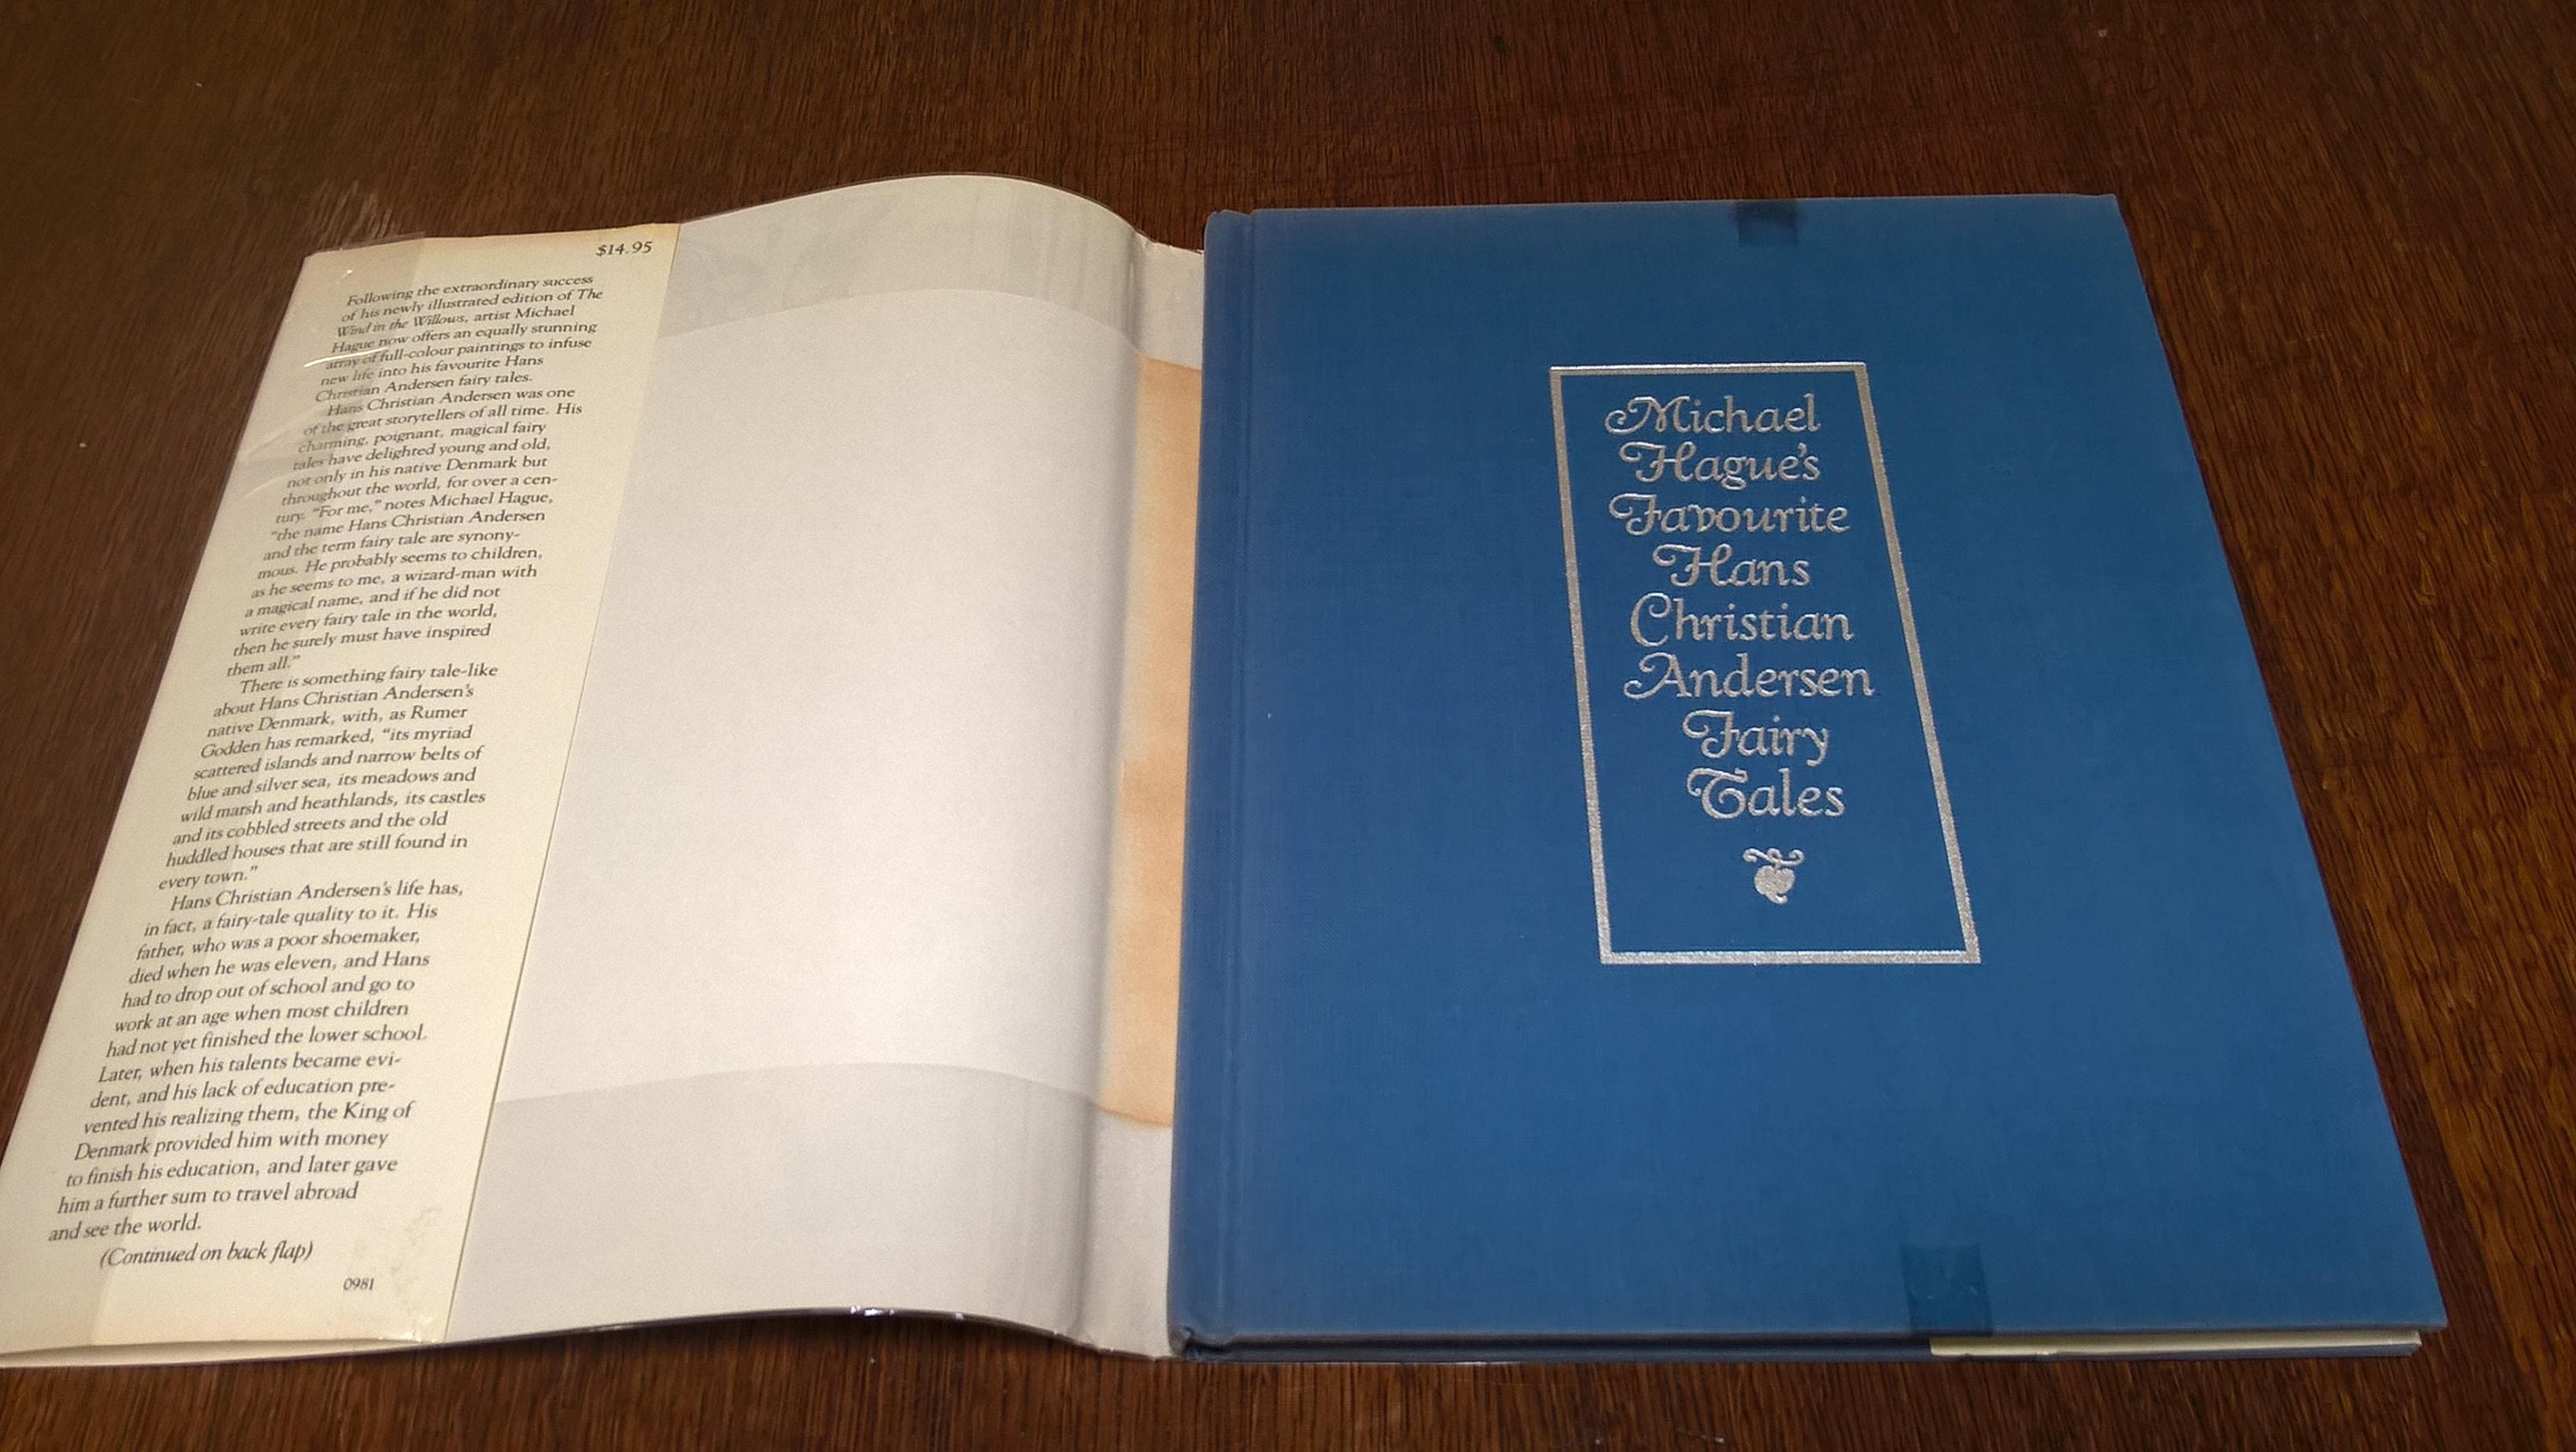 $14.95
Following the extraordinary success
of his newly illustrated edition of The
Wind in the Willows, artist Michael
Hague now offers an equally stunning
array of full-colour paintings to infuse
new life into his favourite Hans
Christian Andersen fairy tales.
Hans Christian Andersen was one
of the great storytellers of all time. His
charming, poignant, magical fairy
tales have delighted young and old,
not only in his native Denmark but
throughout the world, for over a cen-
tury. “For me,” notes Michael Hague,
“the name Hans Christian Andersen
and the term fairy tale are synony-
mous. He probably seems to children,
as he seems to me, a wizard-man with
a magical name, and if he did not
write every fairy tale in the world,
then he surely must have inspired
them all.”
There is something fairy tale-like
about Hans Christian Andersen’s
native Denmark, with, as Rumer
Godden has remarked, “its myriad
scattered islands and narrow belts of
blue and silver sea, its meadows and
wild marsh and heathlands, its castles
and its cobbled streets and the old
huddled houses that are still found in
every town.”
Hans Christian Andersen’s life has,
in fact, a fairy-tale quality to it. His
father, who was a poor shoemaker,
died when he was eleven, and Hans
had to drop out of school and go to
work at an age when most children
had not yet finished the lower school.
Later, when his talents became evi-
dent, and his lack of education pre-
vented his realizing them, the King of
Denmark provided him with money
to finish his education, and later gave
him a further sum to travel abroad
and see the world.
(Continued on back flap)
0981
Michael
Hague’s
Favourite
Hans
Christian
Andersen
Fairy
Tales